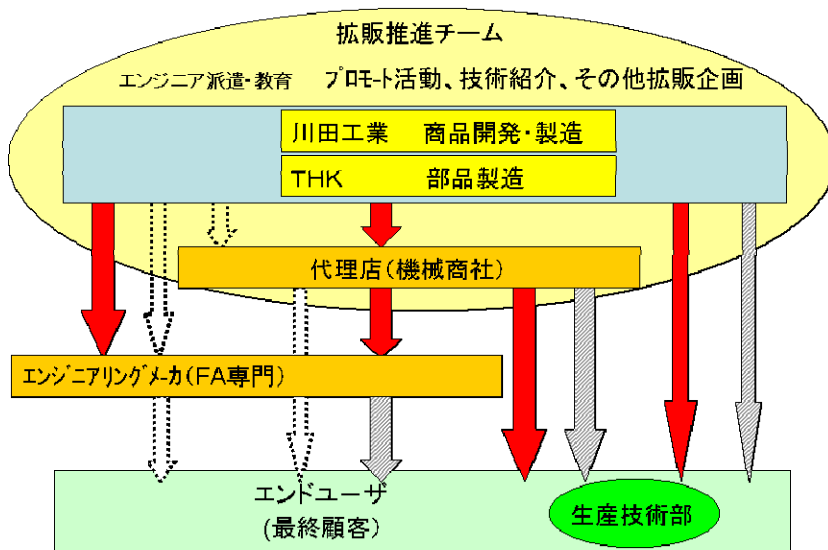 拡販推進チーム
エンジニア派遣・教育　プロモート活動、技術紹介、その他拡販企画
川田工業　商品開発・製造
THK　部品製造
代理店(機械商社)
エンジニアリングメーカ(FA専門)
エンドユーザ
(最終顧客)
生産技術部